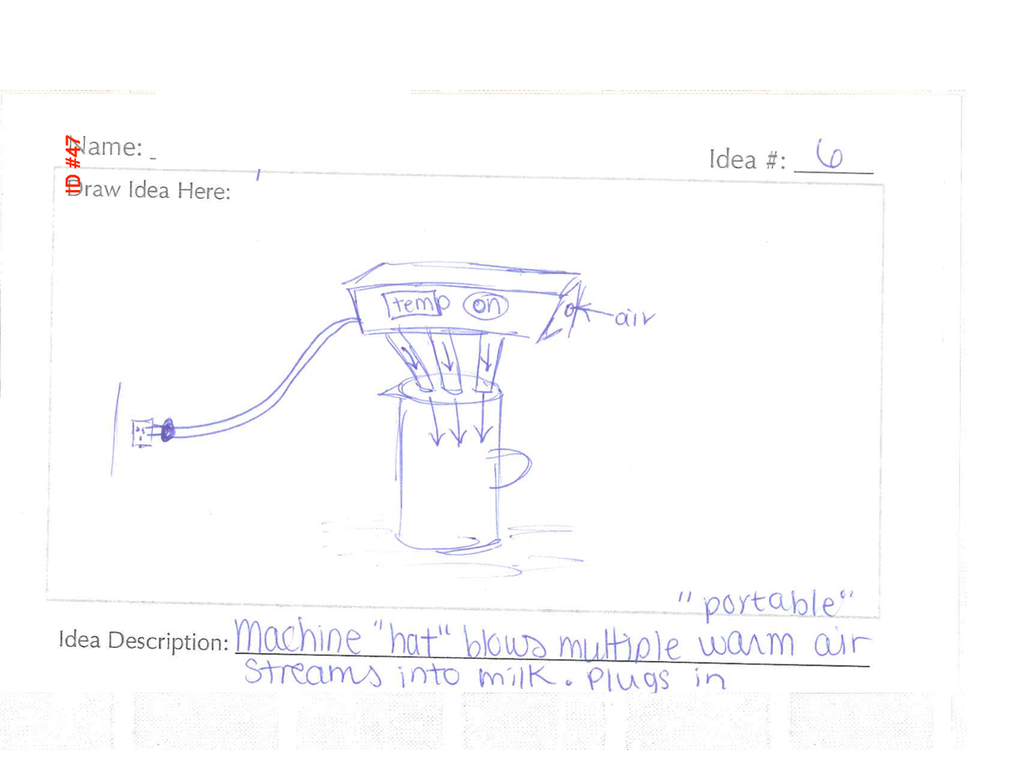 ID #47
Name:
Idea #: 6
Draw Idea Here:
temp on
air
"portable"
Idea Description: Machine "hat" blows multiple warm air
streams into milk. Plugs in